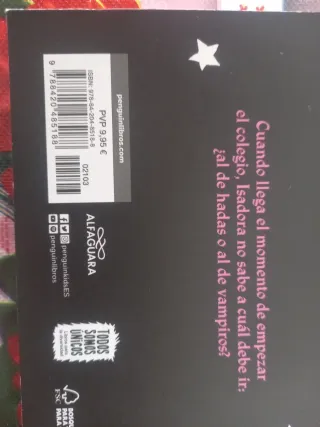 Cuando llega el momento de empezar
el colegio, Isadora no sabe a cuál debe ir:
¿al de hadas o al de vampiros?
penguinlibros.com
PVP 9,95 €
ISBN: 978-84-204-8518-8
9 788420 485188
02103
ALFAGUARA
penguinkidsES
penguinlibros
TODOS
SOMOS
ÚNICOS
FSC